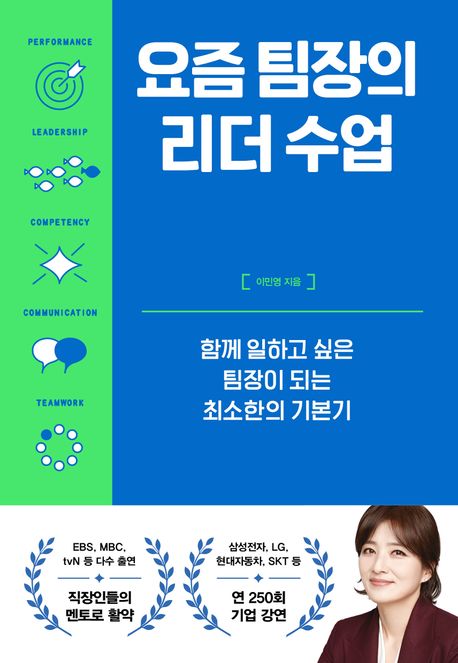 PERFORMANCE
LEADERSHIP
COMPETENCY
COMMUNICATION
TEAMWORK
요즘 팀장의
리더 수업
[ 이민영 지음 ]
함께 일하고 싶은
팀장이 되는
최소한의 기본기
EBS, MBC,
tvN 등 다수 출연
직장인들의
멘토로 활약
삼성전자, LG,
현대자동차, SKT 등
연 250회
기업 강연